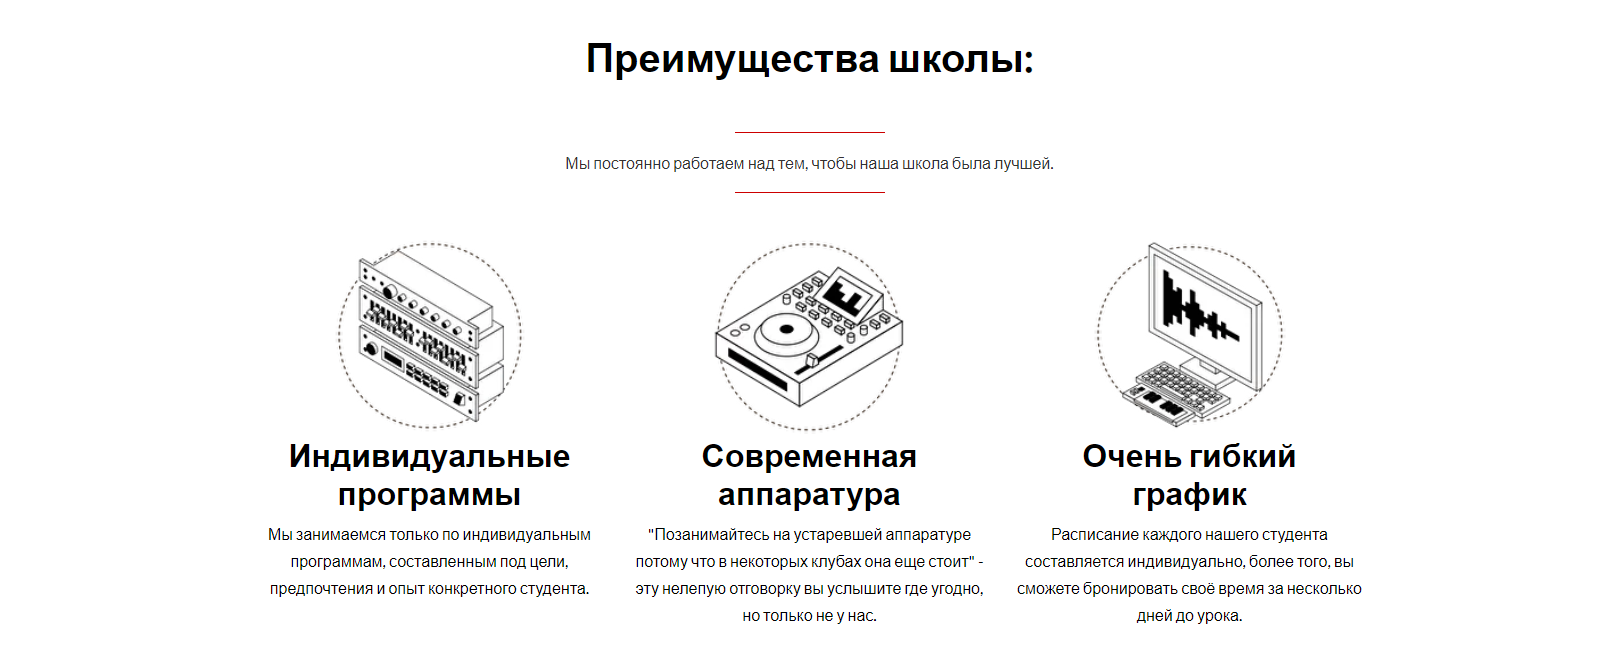 Преимущества школы:
Мы постоянно работаем над тем, чтобы наша школа была лучшей.
Индивидуальные
программы
Мы занимаемся только по индивидуальным
программам, составленным под цели,
предпочтения и опыт конкретного студента.
Современная
аппаратура
"Позанимайтесь на устаревшей аппаратуре
потому что в некоторых клубах она еще стоит" -
эту нелепую отговорку вы услышите где угодно,
но только не у нас.
Очень гибкий
график
Расписание каждого нашего студента
составляется индивидуально, более того, вы
сможете бронировать своё время за несколько
дней до урока.